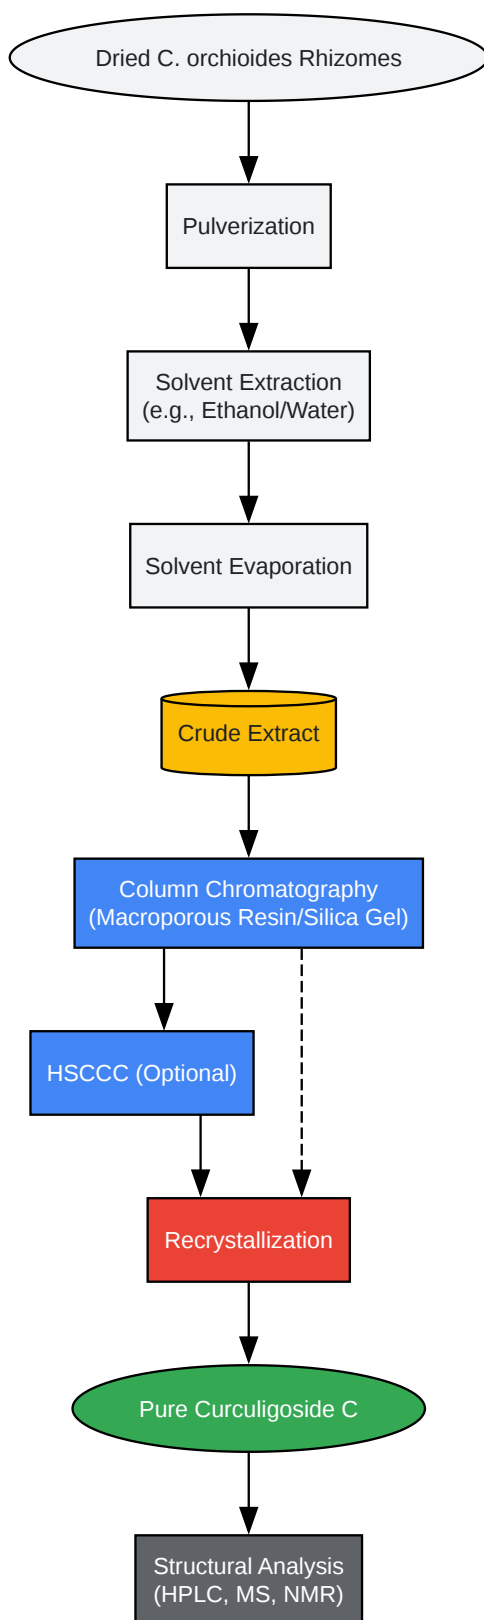 Dried C. orchioides Rhizomes
Pulverization
Solvent Extraction
(e.g., Ethanol/Water)
Solvent Evaporation
Crude Extract
Column Chromatography
(Macroporous Resin/Silica Gel)
HSCCC (Optional)
Recrystallization
Pure Curculigoside C
Structural Analysis
(HPLC, MS, NMR)